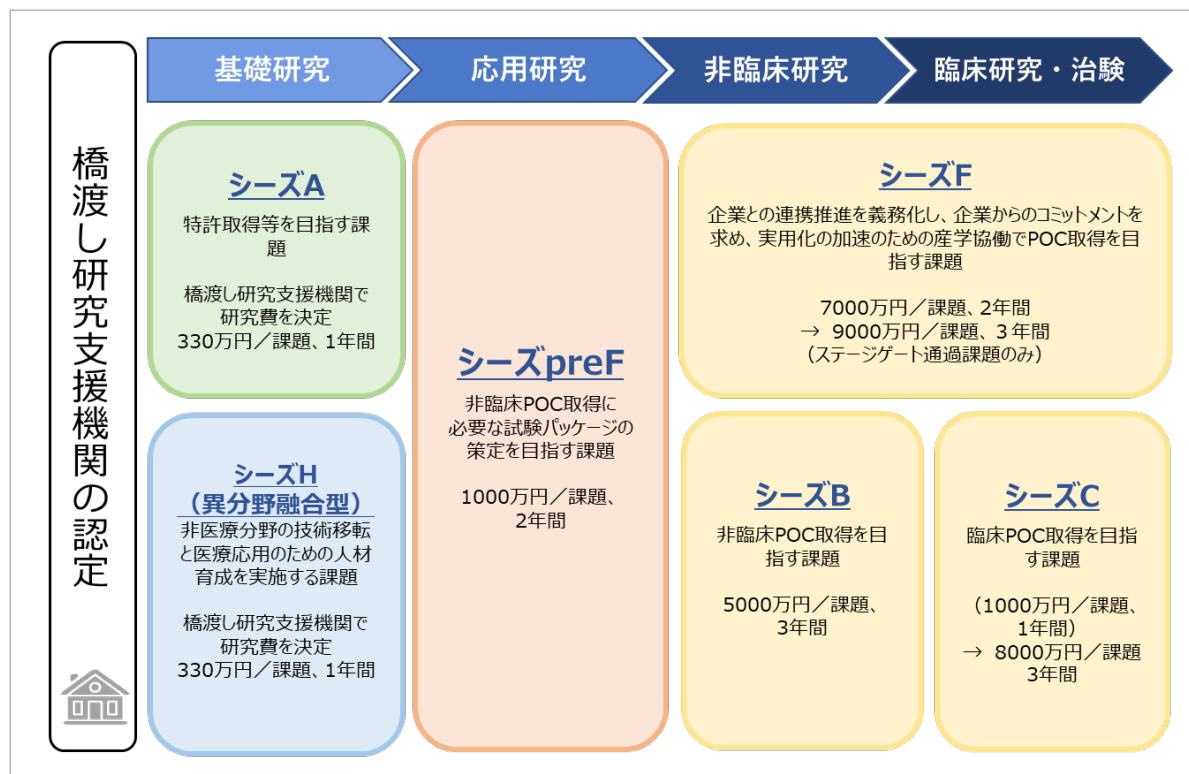 橋渡し研究支援機関の認定
基礎研究
応用研究
非臨床研究
臨床研究・治験
シーズA
特許取得等を目指す課
題
橋渡し研究支援機関で
研究費を決定
330万円／課題、1年間
シーズH
（異分野融合型）
非医療分野の技術移転
と医療応用のための人材
育成を実施する課題
橋渡し研究支援機関で
研究費を決定
330万円／課題、1年間
シーズpreF
非臨床POC取得に
必要な試験パッケージの
策定を目指す課題
1000万円／課題、
2年間
シーズF
企業との連携推進を義務化し、企業からのコミットメントを
求め、実用化の加速のための産学協働でPOC取得を目
指す課題
7000万円／課題、2年間
→ 9000万円／課題、３年間
（ステージゲート通過課題のみ）
シーズB
非臨床POC取得を目
指す課題
5000万円／課題、
3年間
シーズC
臨床POC取得を目指
す課題
（1000万円／課題、
1年間）
→ 8000万円／課題
3年間